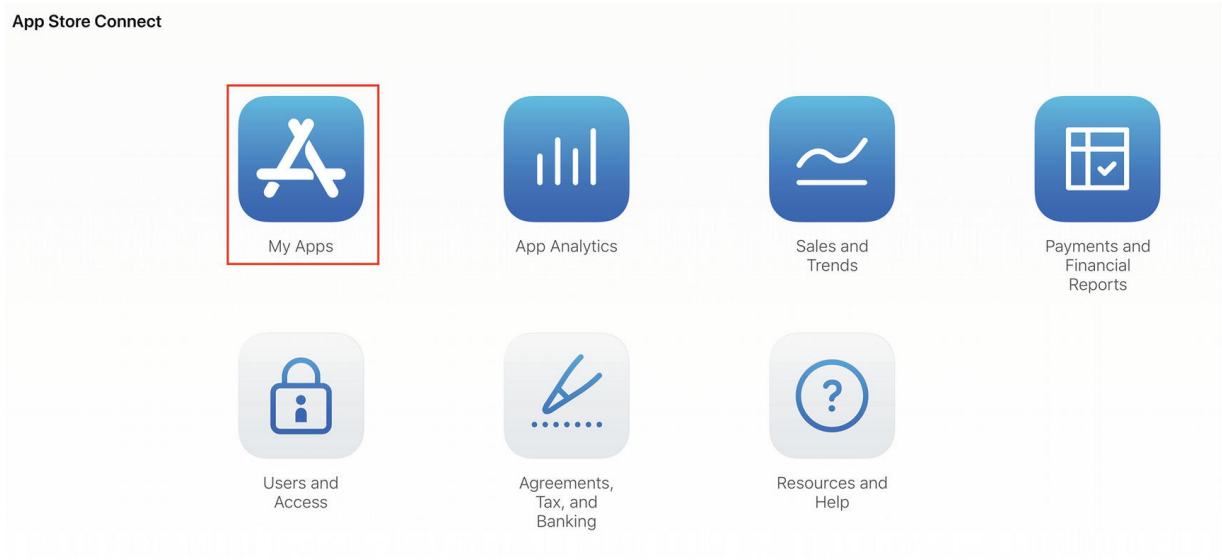 App Store Connect
My Apps
App Analytics
Sales and
Trends
Payments and
Financial
Reports
?
Users and
Access
Agreements,
Tax, and
Banking
Resources and
Help